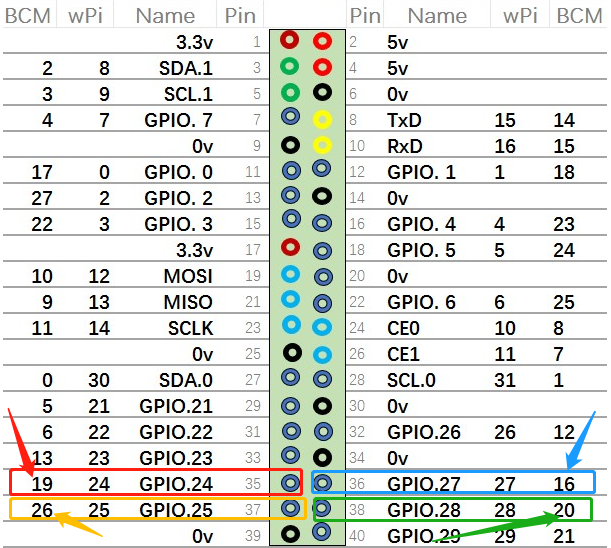 BCM wPi Name Pin Pin Name wPi BCM
3.3v 1 2 5v
2 8 SDA.1 3 4 5v
3 9 SCL.1 5 6 0v
4 7 GPIO. 7 7 8 TxD 15 14
0v 9 10 RxD 16 15
17 0 GPIO. 0 11 12 GPIO. 1 1 18
27 2 GPIO. 2 13 14 0v
22 3 GPIO. 3 15 16 GPIO. 4 4 23
3.3v 17 18 GPIO. 5 5 24
10 12 MOSI 19 20 0v
9 13 MISO 21 22 GPIO. 6 6 25
11 14 SCLK 23 24 CE0 10 8
0v 25 26 CE1 11 7
0 30 SDA.0 27 28 SCL.0 31 1
5 21 GPIO.21 29 30 0v
6 22 GPIO.22 31 32 GPIO.26 26 12
13 23 GPIO.23 33 34 0v
19 24 GPIO.24 35 36 GPIO.27 27 16
26 25 GPIO.25 37 38 GPIO.28 28 20
0v 39 40 GPIO.29 29 21